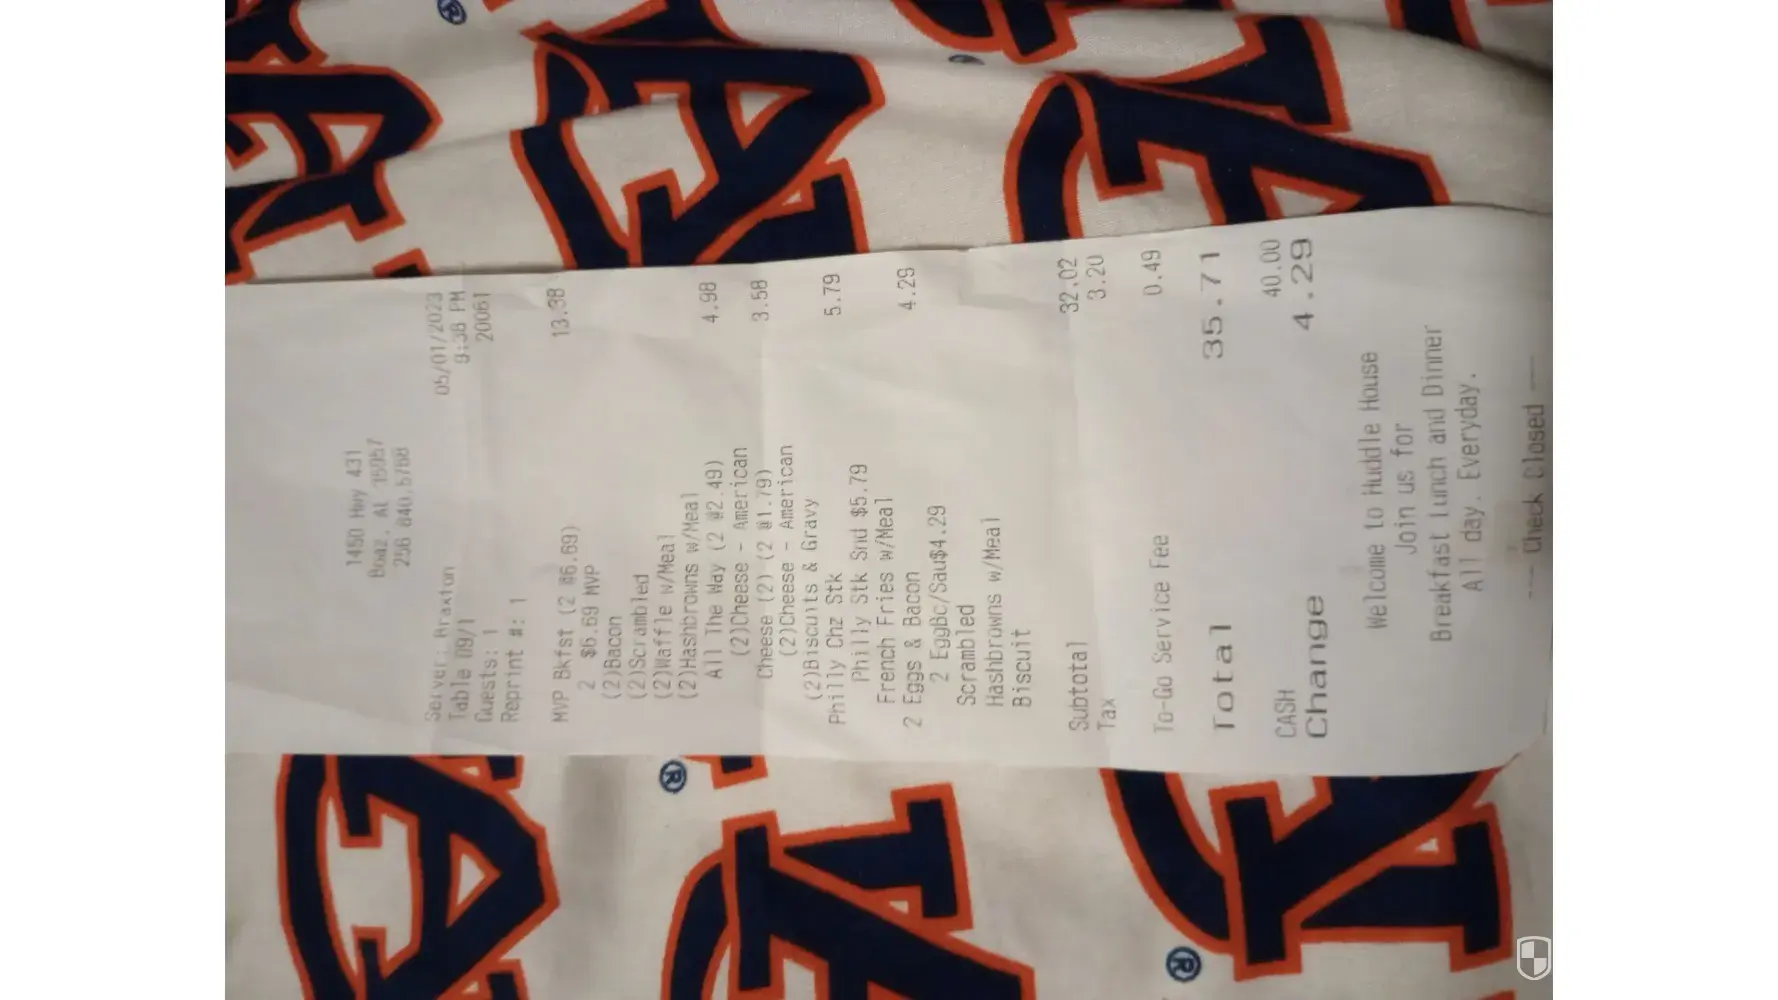 1450 Hwy 431
Boaz, Al 35957
256 840.5768
Server: Braxton 05/01/2023
Table 09/1 9:38 PM
Guests: 1 20061
Reprint #: 1
MVP Bkfst (2 @6.69) 13.38
2 $6.69 MVP
(2)Bacon
(2)Scrambled
(2)Waffle w/Meal
(2)Hashbrowns w/Meal
All The Way (2 @2.49) 4.98
(2)Cheese - American
Cheese (2) (2 @1.79) 3.58
(2)Cheese - American
(2)Biscuits & Gravy
Philly Chz Stk 5.79
Philly Stk Snd $5.79
French Fries w/Meal
2 Eggs & Bacon 4.29
2 EggBc/Sau$4.29
Scrambled
Hashbrowns w/Meal
Biscuit
Subtotal 32.02
Tax 3.20
To-Go Service Fee 0.49
Total 35.71
CASH 40.00
Change 4.29
Welcome to Huddle House
Join us for
Breakfast Lunch and Dinner
All day. Everyday.
--- Check Closed ---